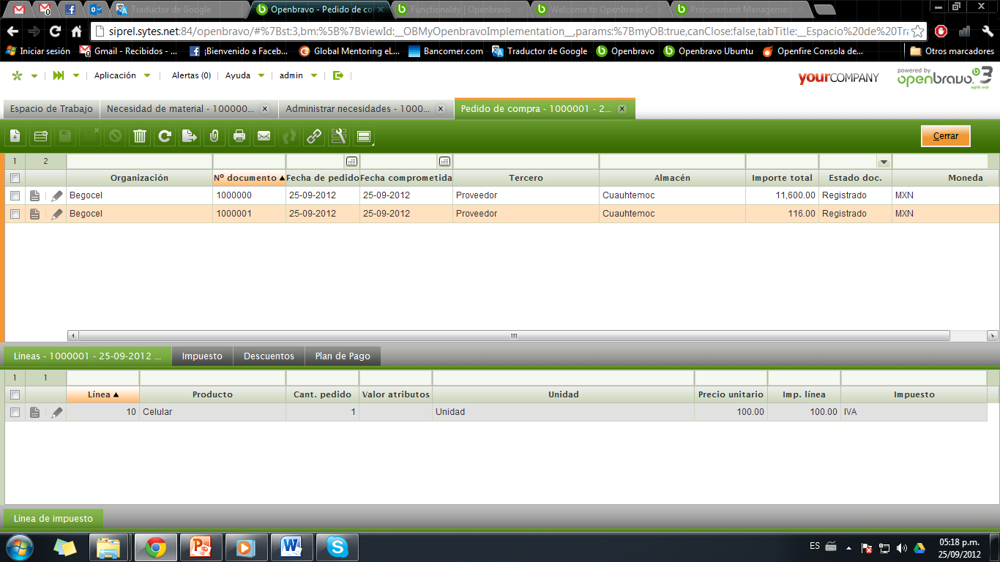 Traductor de Google
Openbravo - Pedido de co
Functionality | Openbravo
Welcome to Openbravo C
Procurement Management
siprel.sytes.net:84/openbravo/#%7Bst:3,bm:%5B%7BviewId:__OBMyOpenbravoImplementation__,params:%7BmyOB:true,canClose:false,tabTitle:__Espacio%20de%20Tra
Iniciar sesión
Gmail - Recibidos - ...
¡Bienvenido a Faceb...
Global Mentoring eL...
Bancomer.com
Traductor de Google
Openbravo
Openbravo Ubuntu
Openfire Consola de...
Otros marcadores
Aplicación
Alertas (0)
Ayuda
admin
yourCOMPANY
powered by
openbravo 3
agile erp
Espacio de Trabajo
Necesidad de material - 100000...
Administrar necesidades - 1000...
Pedido de compra - 1000001 - 2...
Cerrar
1 2
Organización Nº documento Fecha de pedido Fecha comprometida Tercero Almacén Importe total Estado doc. Moneda
Begocel 1000000 25-09-2012 25-09-2012 Proveedor Cuauhtemoc 11,600.00 Registrado MXN
Begocel 1000001 25-09-2012 25-09-2012 Proveedor Cuauhtemoc 116.00 Registrado MXN
Líneas - 1000001 - 25-09-2012 ...
Impuesto
Descuentos
Plan de Pago
1 1
Línea Producto Cant. pedido Valor atributos Unidad Precio unitario Imp. línea Impuesto
10 Celular 1 Unidad 100.00 100.00 IVA
Línea de impuesto
ES
05:18 p.m.
25/09/2012